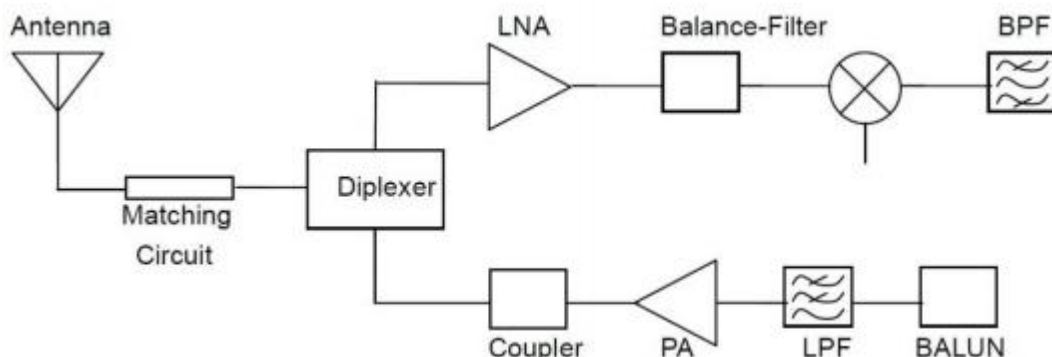 Antenna
LNA
Balance-Filter
BPF
Diplexer
Matching
Circuit
Coupler
PA
LPF
BALUN